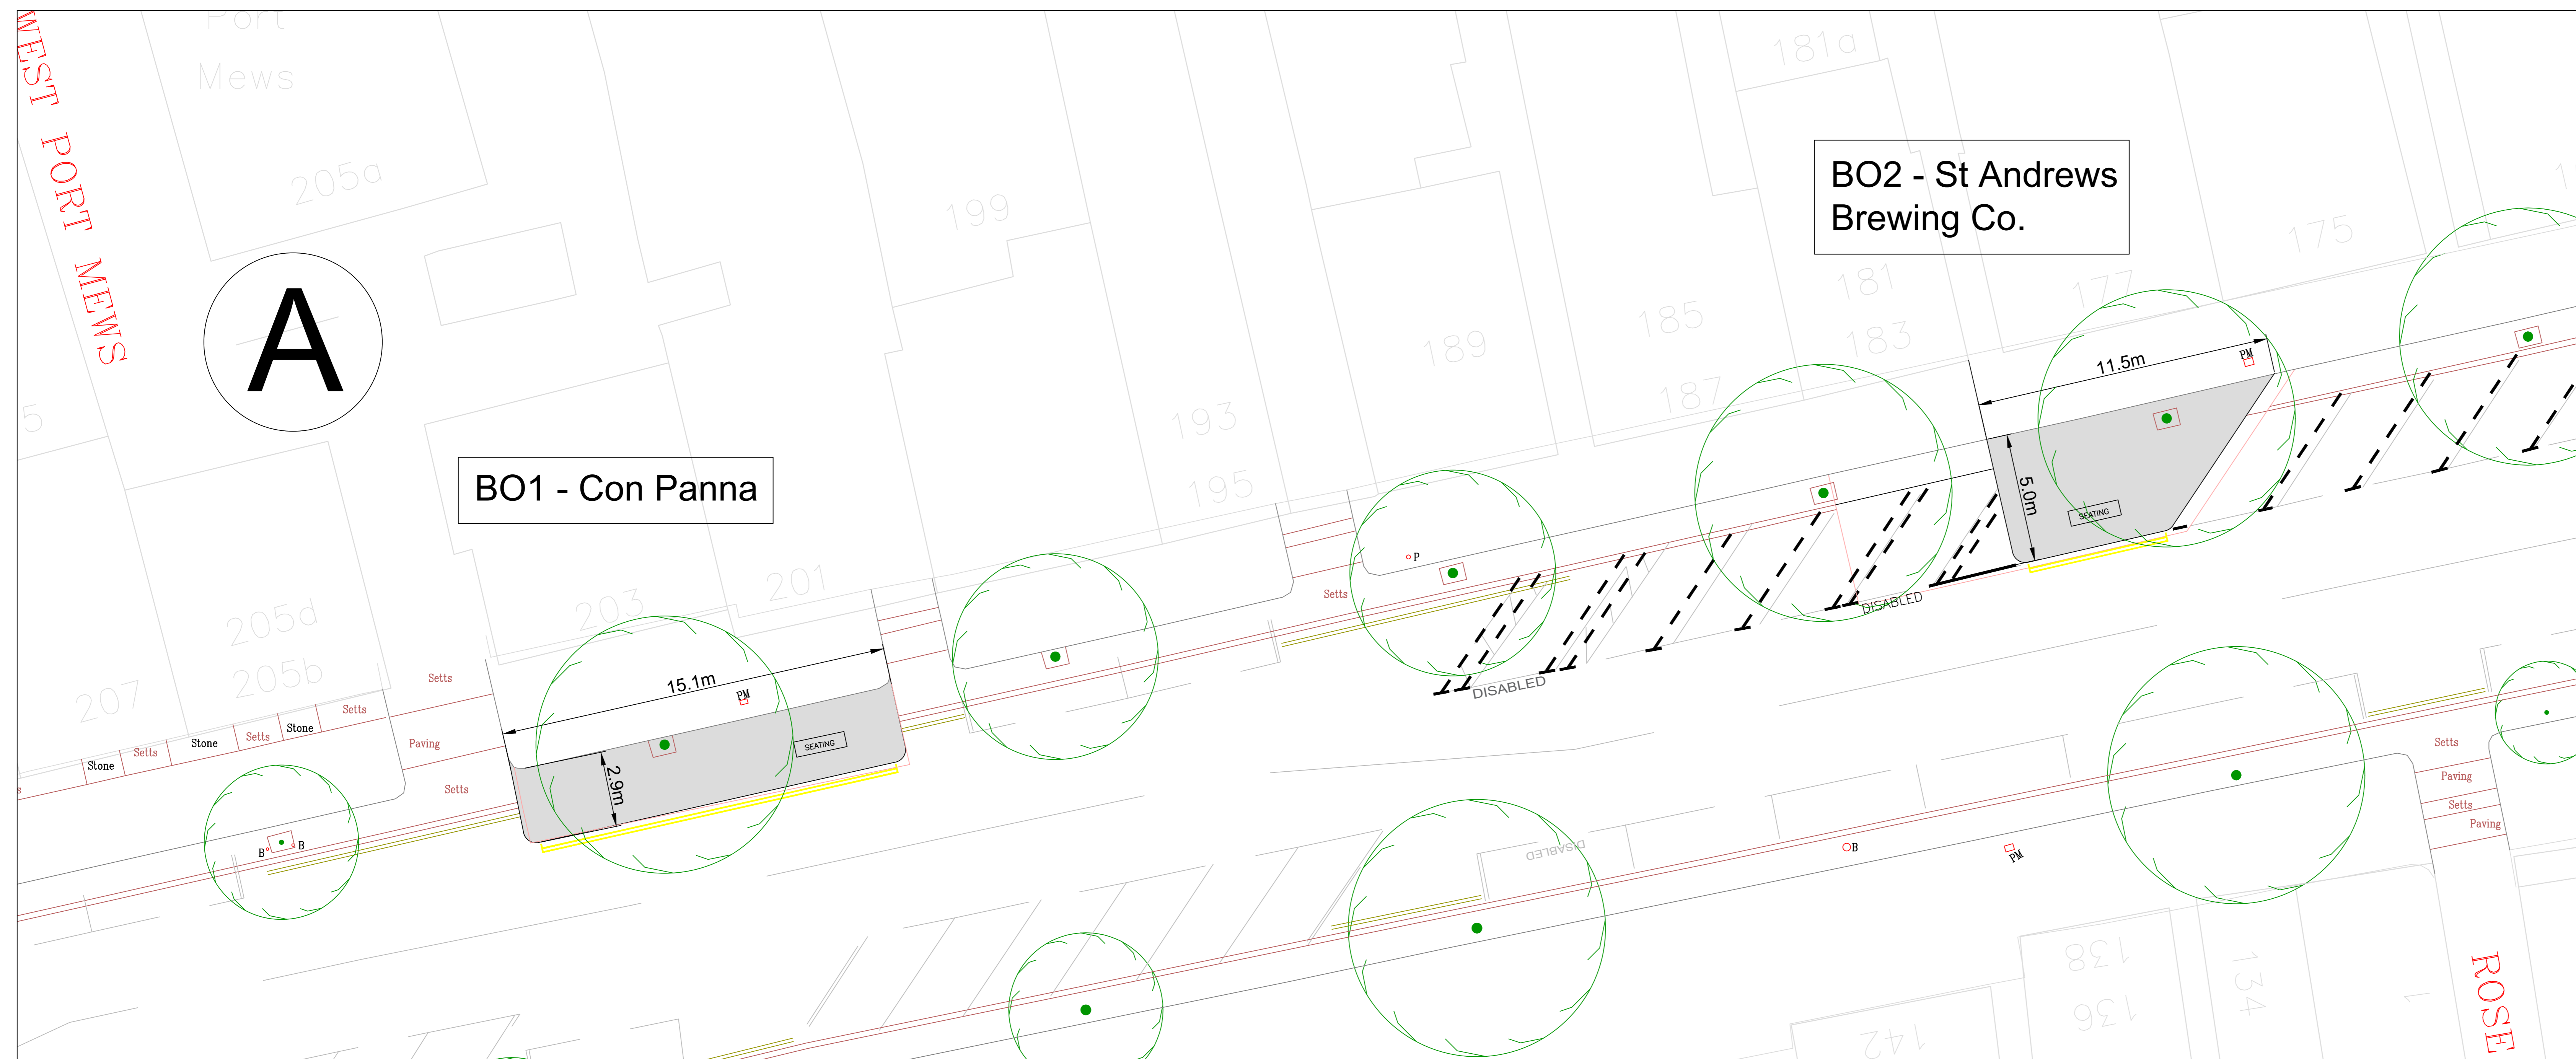 Port
Mews
WEST PORT MEWS
205a
A
5
199
181a
BO2 - St Andrews
Brewing Co.
175
177
181
183
185
187
189
193
195
11.5m
PM
5.0m
SEATING
BO1 - Con Panna
201
203
205d
205b
207
15.1m
PM
2.9m
SEATING
Setts
Paving
Setts
Setts
Stone
Setts
Stone
Setts
Stone
B
B
Setts
P
DISABLED
DISABLED
DISABLED
B
PM
Setts
Paving
Setts
Paving
138
136
134
142
ROSE